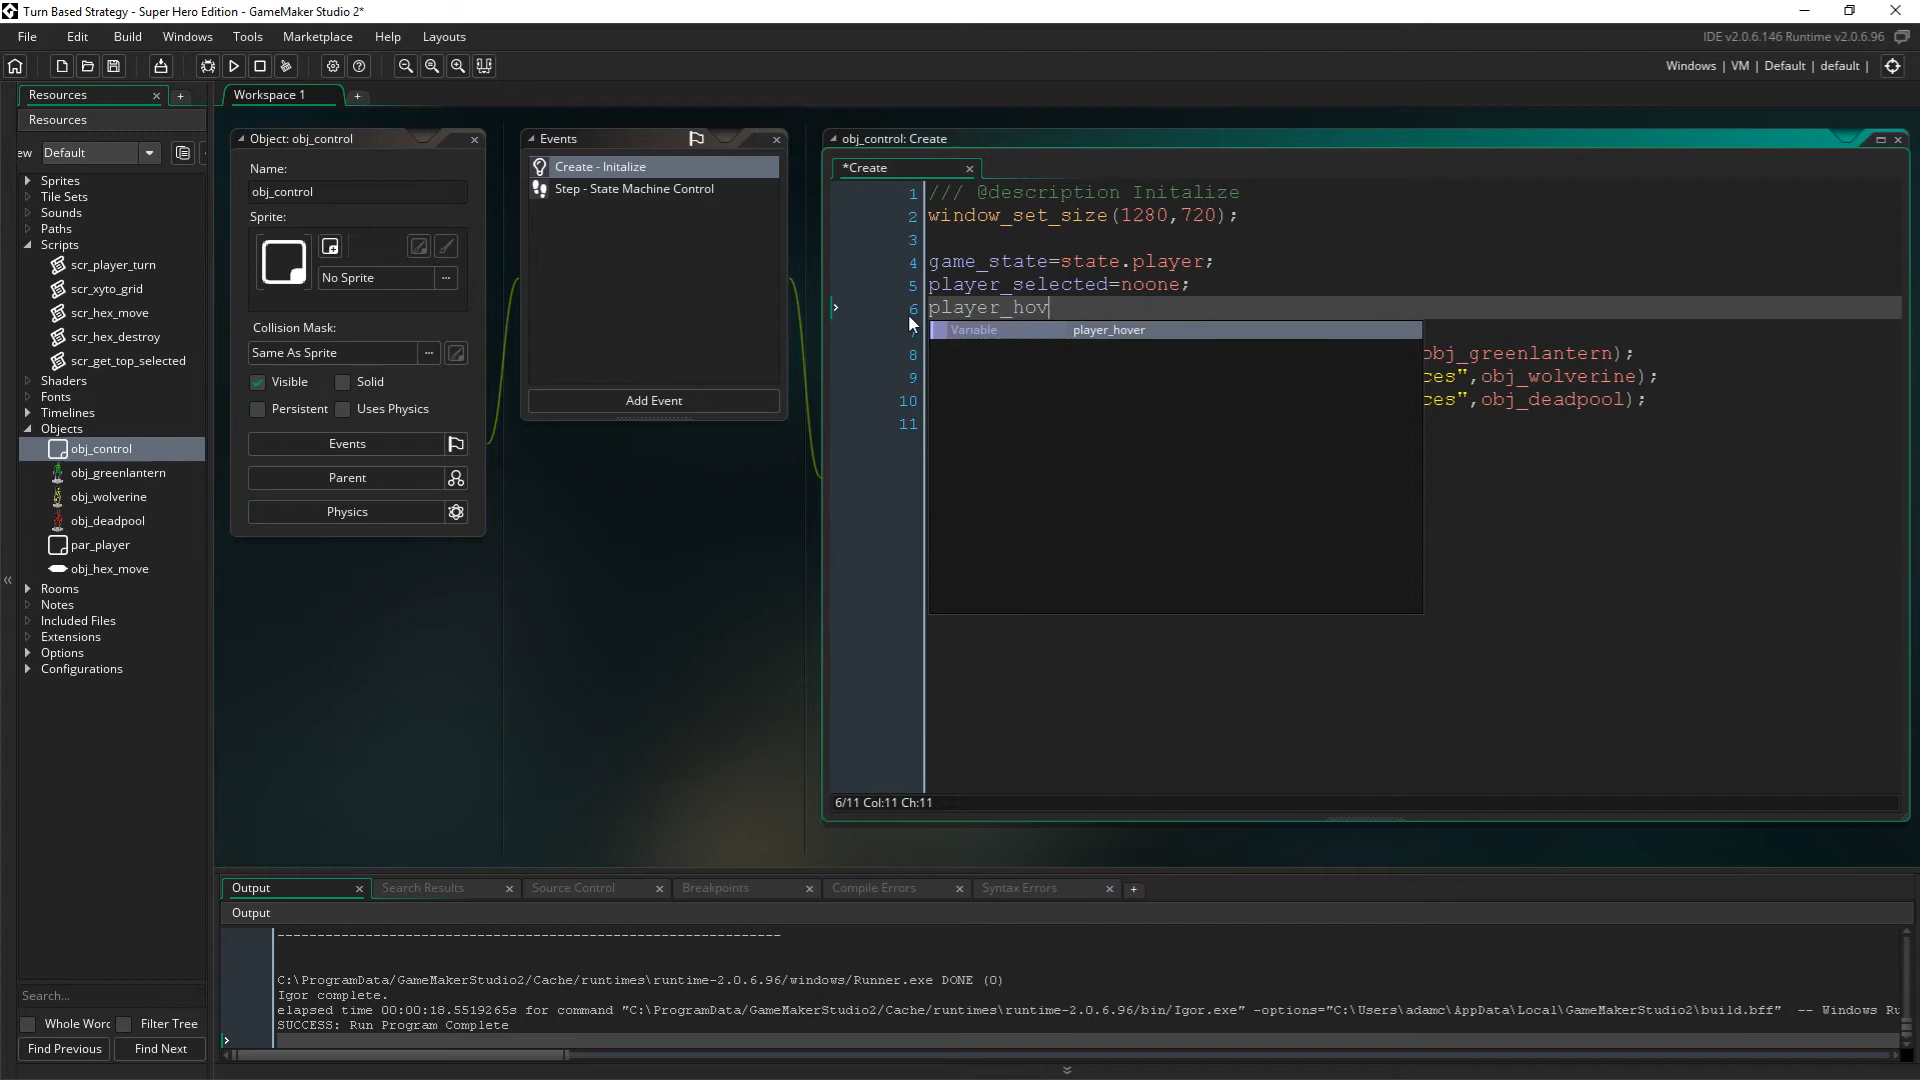 Turn Based Strategy - Super Hero Edition - GameMaker Studio 2*
File Edit Build Windows Tools Marketplace Help Layouts
IDE v2.0.6.146 Runtime v2.0.6.96
Windows | VM | Default | default |
Resources
Workspace 1
Resources
ew Default
Sprites
Tile Sets
Sounds
Paths
Scripts
scr_player_turn
scr_xyto_grid
scr_hex_move
scr_hex_destroy
scr_get_top_selected
Shaders
Fonts
Timelines
Objects
obj_control
obj_greenlantern
obj_wolverine
obj_deadpool
par_player
obj_hex_move
Rooms
Notes
Included Files
Extensions
Options
Configurations
Search...
Whole Word Filter Tree
Find Previous Find Next
Object: obj_control
Name:
obj_control
Sprite:
No Sprite
Collision Mask:
Same As Sprite
Visible Solid
Persistent Uses Physics
Events
Parent
Physics
Events
Create - Initalize
Step - State Machine Control
Add Event
obj_control: Create
*Create
1 /// @description Initalize
2 window_set_size(1280,720);
3
4 game_state=state.player;
5 player_selected=noone;
6 player_hov
Variable player_hover
8 obj_greenlantern);
9 ces",obj_wolverine);
10 ces",obj_deadpool);
11
6/11 Col:11 Ch:11
Output Search Results Source Control Breakpoints Compile Errors Syntax Errors
Output
C:\ProgramData/GameMakerStudio2/Cache/runtimes\runtime-2.0.6.96/windows/Runner.exe DONE (0)
Igor complete.
elapsed time 00:00:18.5519265s for command "C:\ProgramData/GameMakerStudio2/Cache/runtimes\runtime-2.0.6.96/bin/Igor.exe" -options="C:\Users\adamc\AppData\Local\GameMakerStudio2\build.bff" -- Windows Ru
SUCCESS: Run Program Complete